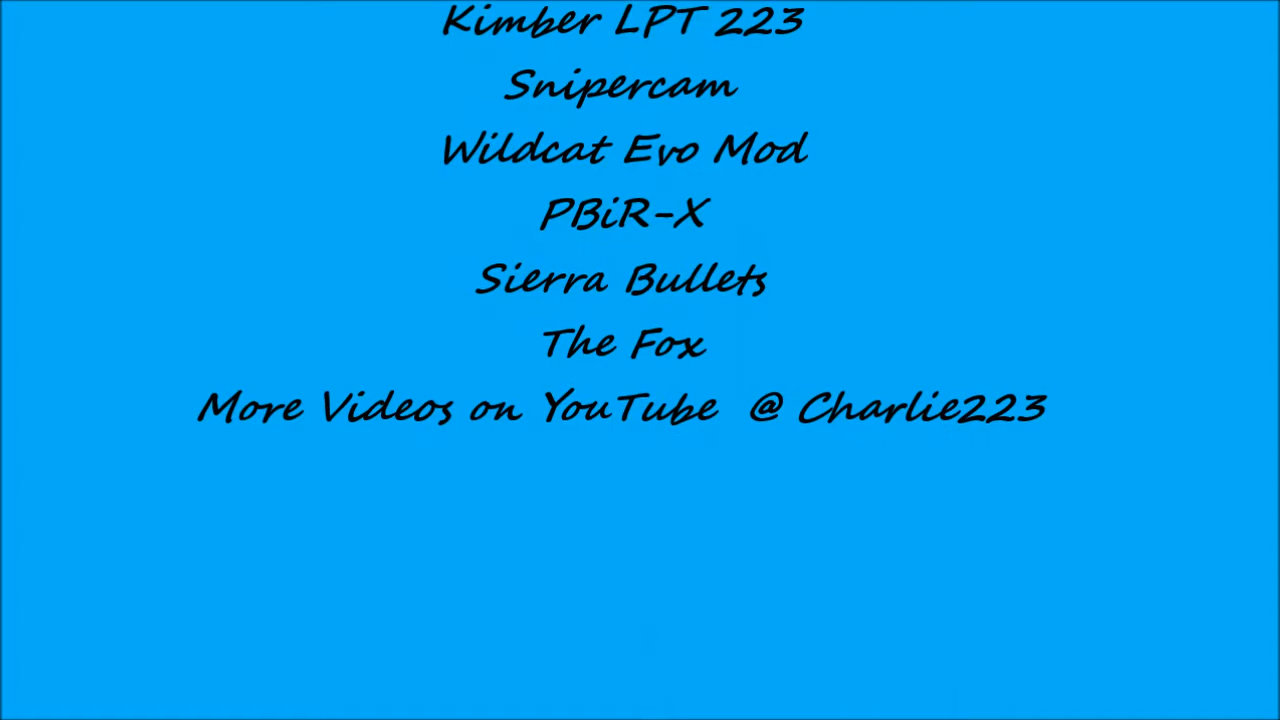 Kimber LPT 223
Snipercam
Wildcat Evo Mod
PBiR-X
Sierra Bullets
The Fox
More Videos on YouTube @ Charlie223